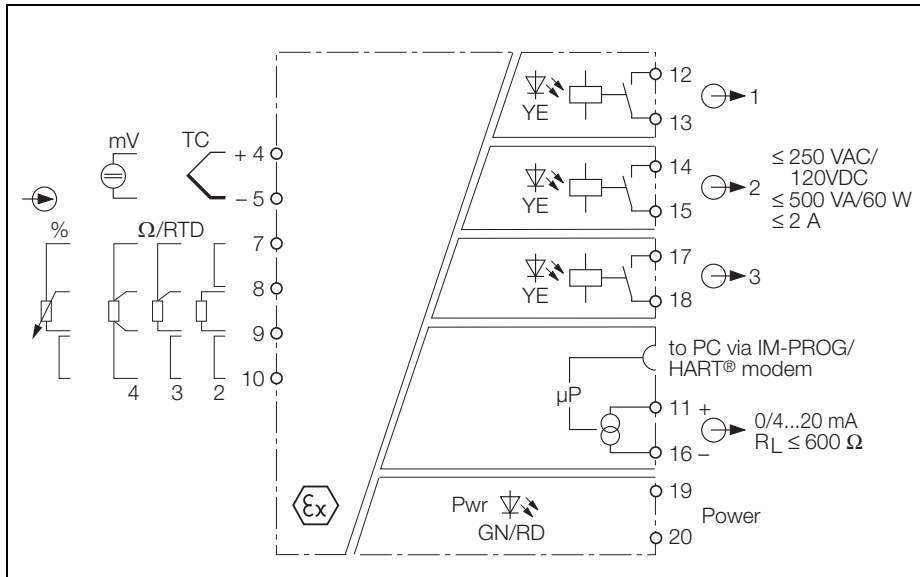 mV
TC
+ 4
– 5
%
Ω/RTD
7
8
9
10
4
3
2
Ex
YE
12
13
1
YE
14
15
2
≤ 250 VAC/
120VDC
≤ 500 VA/60 W
≤ 2 A
YE
17
18
3
to PC via IM-PROG/
HART® modem
µP
11 +
16 –
0/4...20 mA
RL ≤ 600 Ω
Pwr
GN/RD
19
20
Power